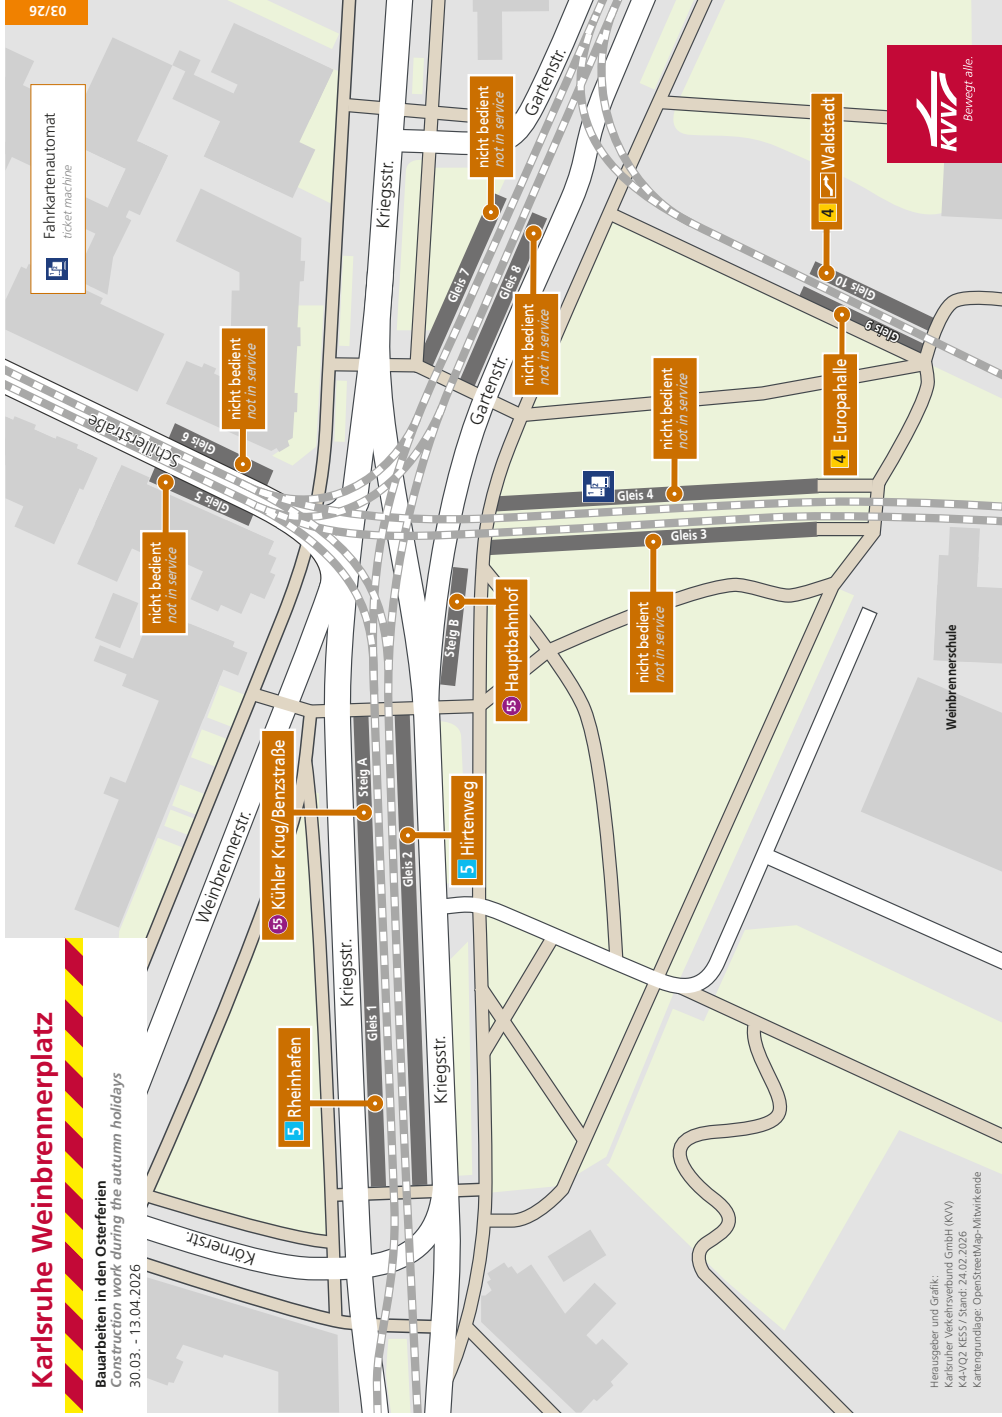 Karlsruhe Weinbrennerplatz
Bauarbeiten in den Osterferien
Construction work during the autumn holidays
30.03. - 13.04.2026
Fahrkartenautomat
ticket machine
03/26
KVV
Bewegt alle.
Weinbrennerstr.
Körnerstr.
Kriegsstr.
Kriegsstr.
Kriegsstr.
Schillerstraße
Gartenstr.
Gartenstr.
5 Rheinhafen
Gleis 1
55 Kühler Krug/Benzstraße
Steig A
Gleis 2
5 Hirtenweg
Steig B
55 Hauptbahnhof
nicht bedient
not in service
Gleis 5
Gleis 6
nicht bedient
not in service
Gleis 7
nicht bedient
not in service
Gleis 8
nicht bedient
not in service
Gleis 3
nicht bedient
not in service
Gleis 4
nicht bedient
not in service
4 Europahalle
Gleis 9
Gleis 10
4 Waldstadt
Weinbrennerschule
Herausgeber und Grafik:
Karlsruher Verkehrsverbund GmbH (KVV)
K4-VQ2 KESS / Stand: 24.02.2026
Kartengrundlage: OpenStreetMap-Mitwirkende